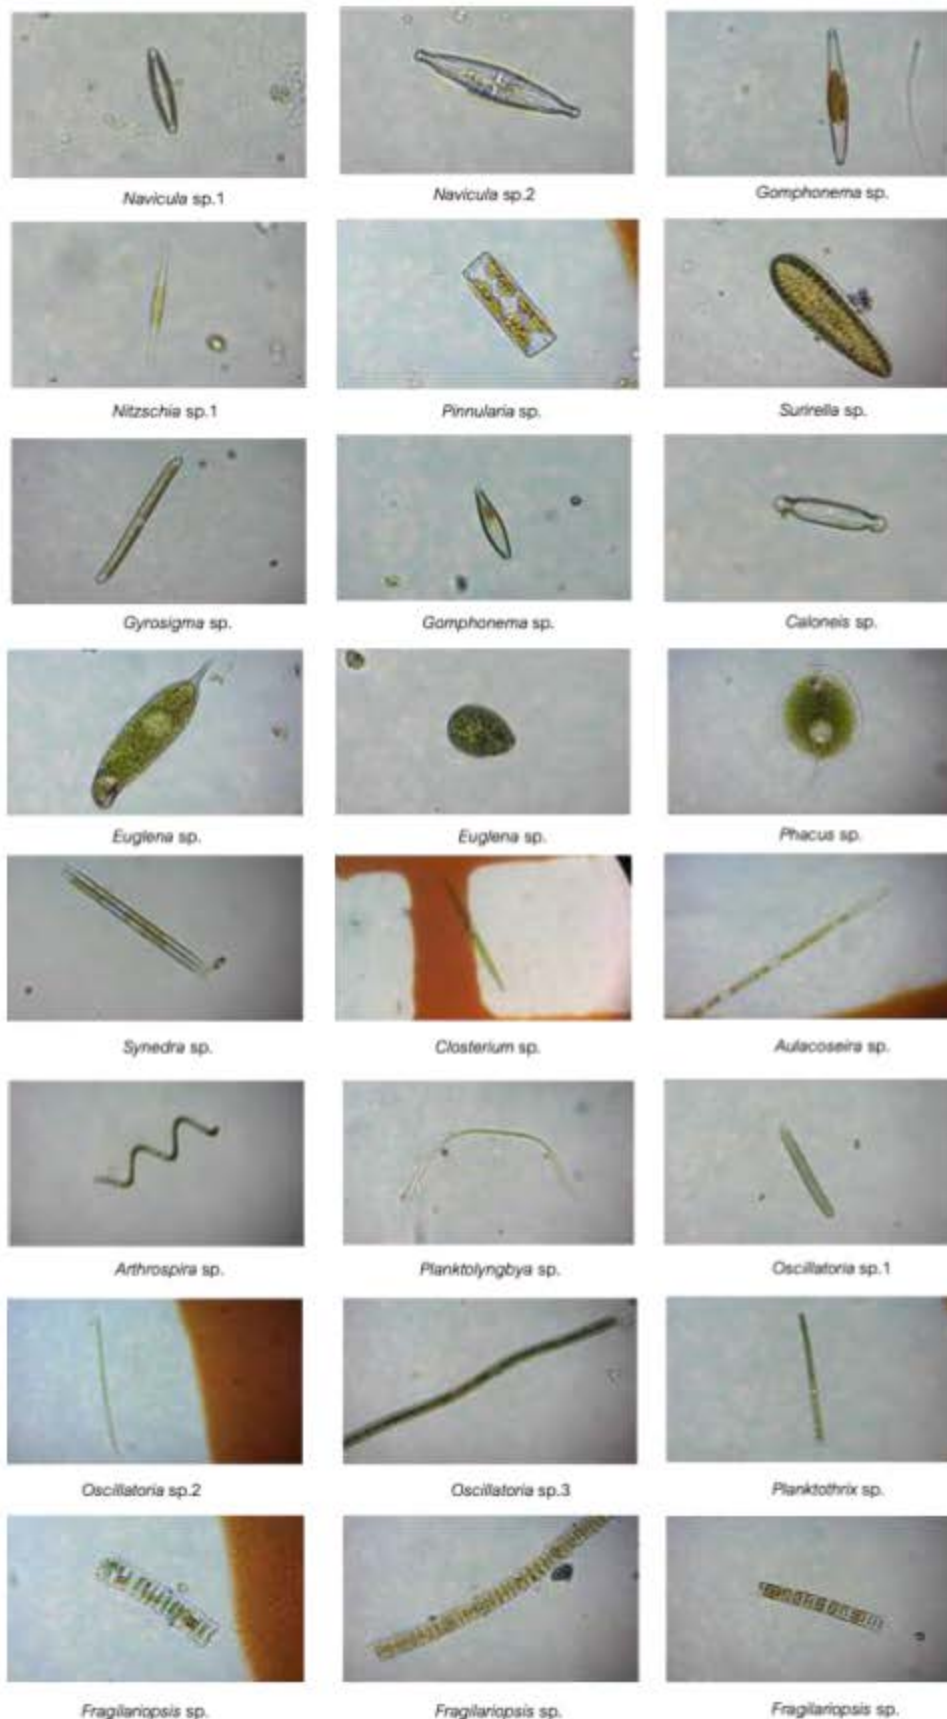 Navicula sp.1
Navicula sp.2
Gomphonema sp.
Nitzschia sp.1
Pinnularia sp.
Surirella sp.
Gyrosigma sp.
Gomphonema sp.
Caloneis sp.
Euglena sp.
Euglena sp.
Phacus sp.
Synedra sp.
Closterium sp.
Aulacoseira sp.
Arthrospira sp.
Planktolyngbya sp.
Oscillatoria sp.1
Oscillatoria sp.2
Oscillatoria sp.3
Planktothrix sp.
Fragilariopsis sp.
Fragilariopsis sp.
Fragilariopsis sp.